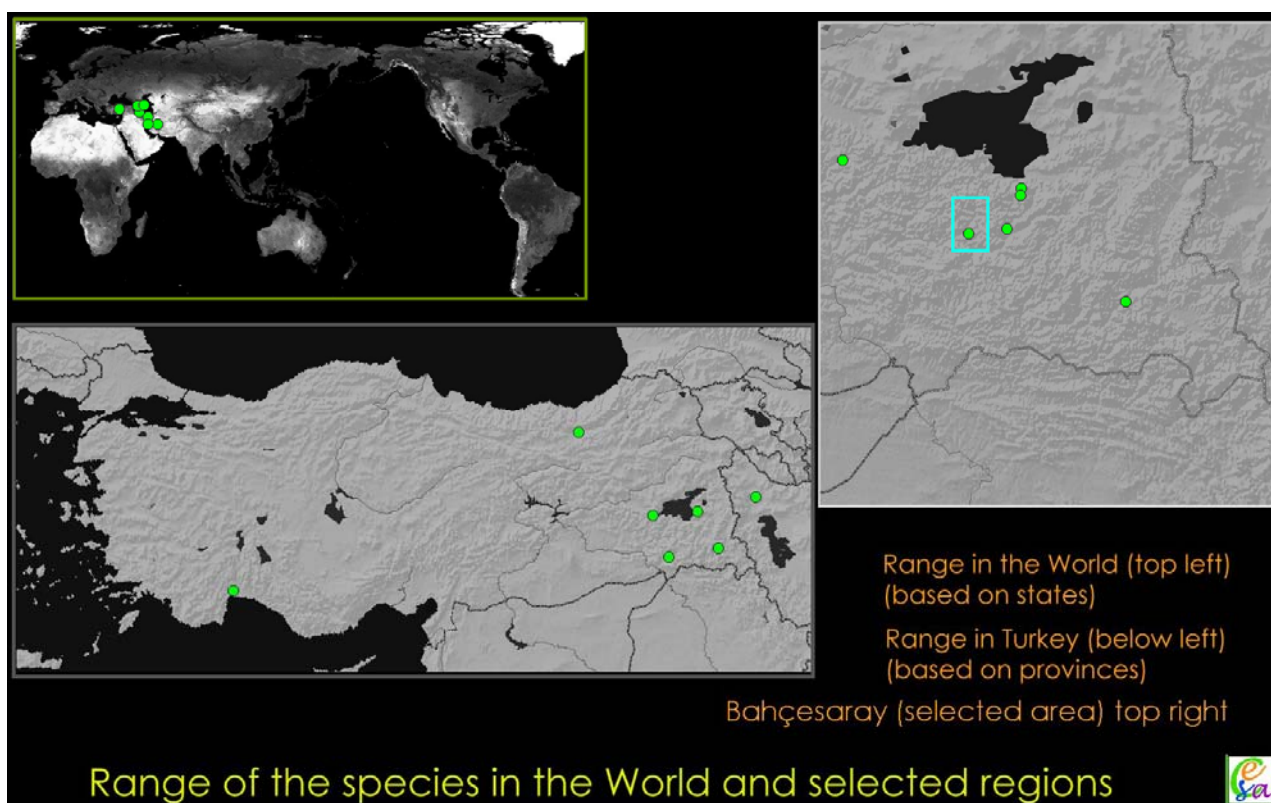 Range in the World (top left)
(based on states)
Range in Turkey (below left)
(based on provinces)
Bahçesaray (selected area) top right
Range of the species in the World and selected regions
Cesa